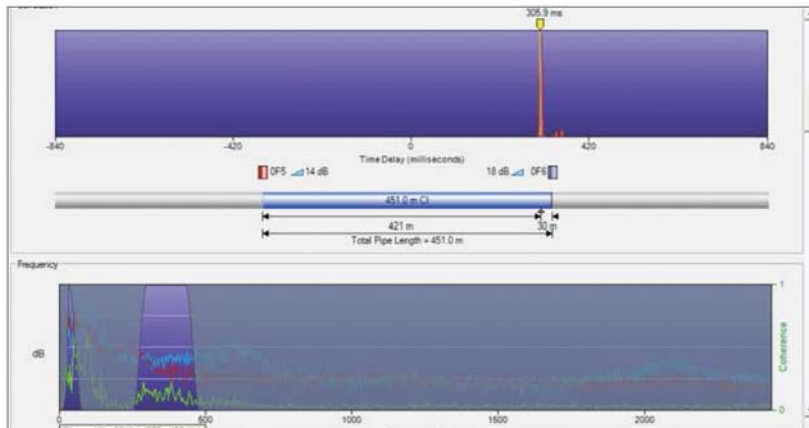 305.9 ms
-840 -420 0 420 840
Time Delay (milliseconds)
0F5 14 dB 18 dB 0F6
451.0 m CI
421 m 30 m
Total Pipe Length = 451.0 m
Frequency
1
dB
Coherence
0
0 500 1000 1500 2000